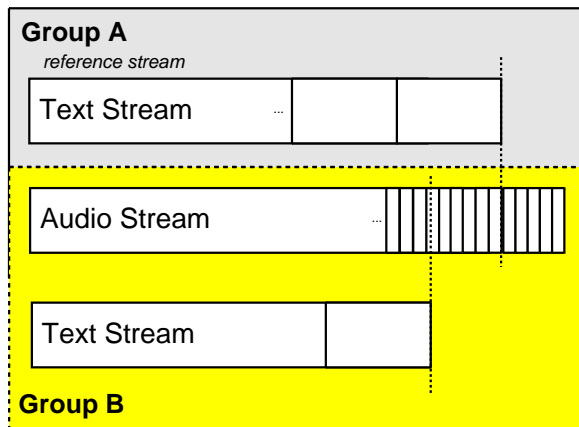 Group A
reference stream
Text Stream
...
Audio Stream
...
Text Stream
Group B